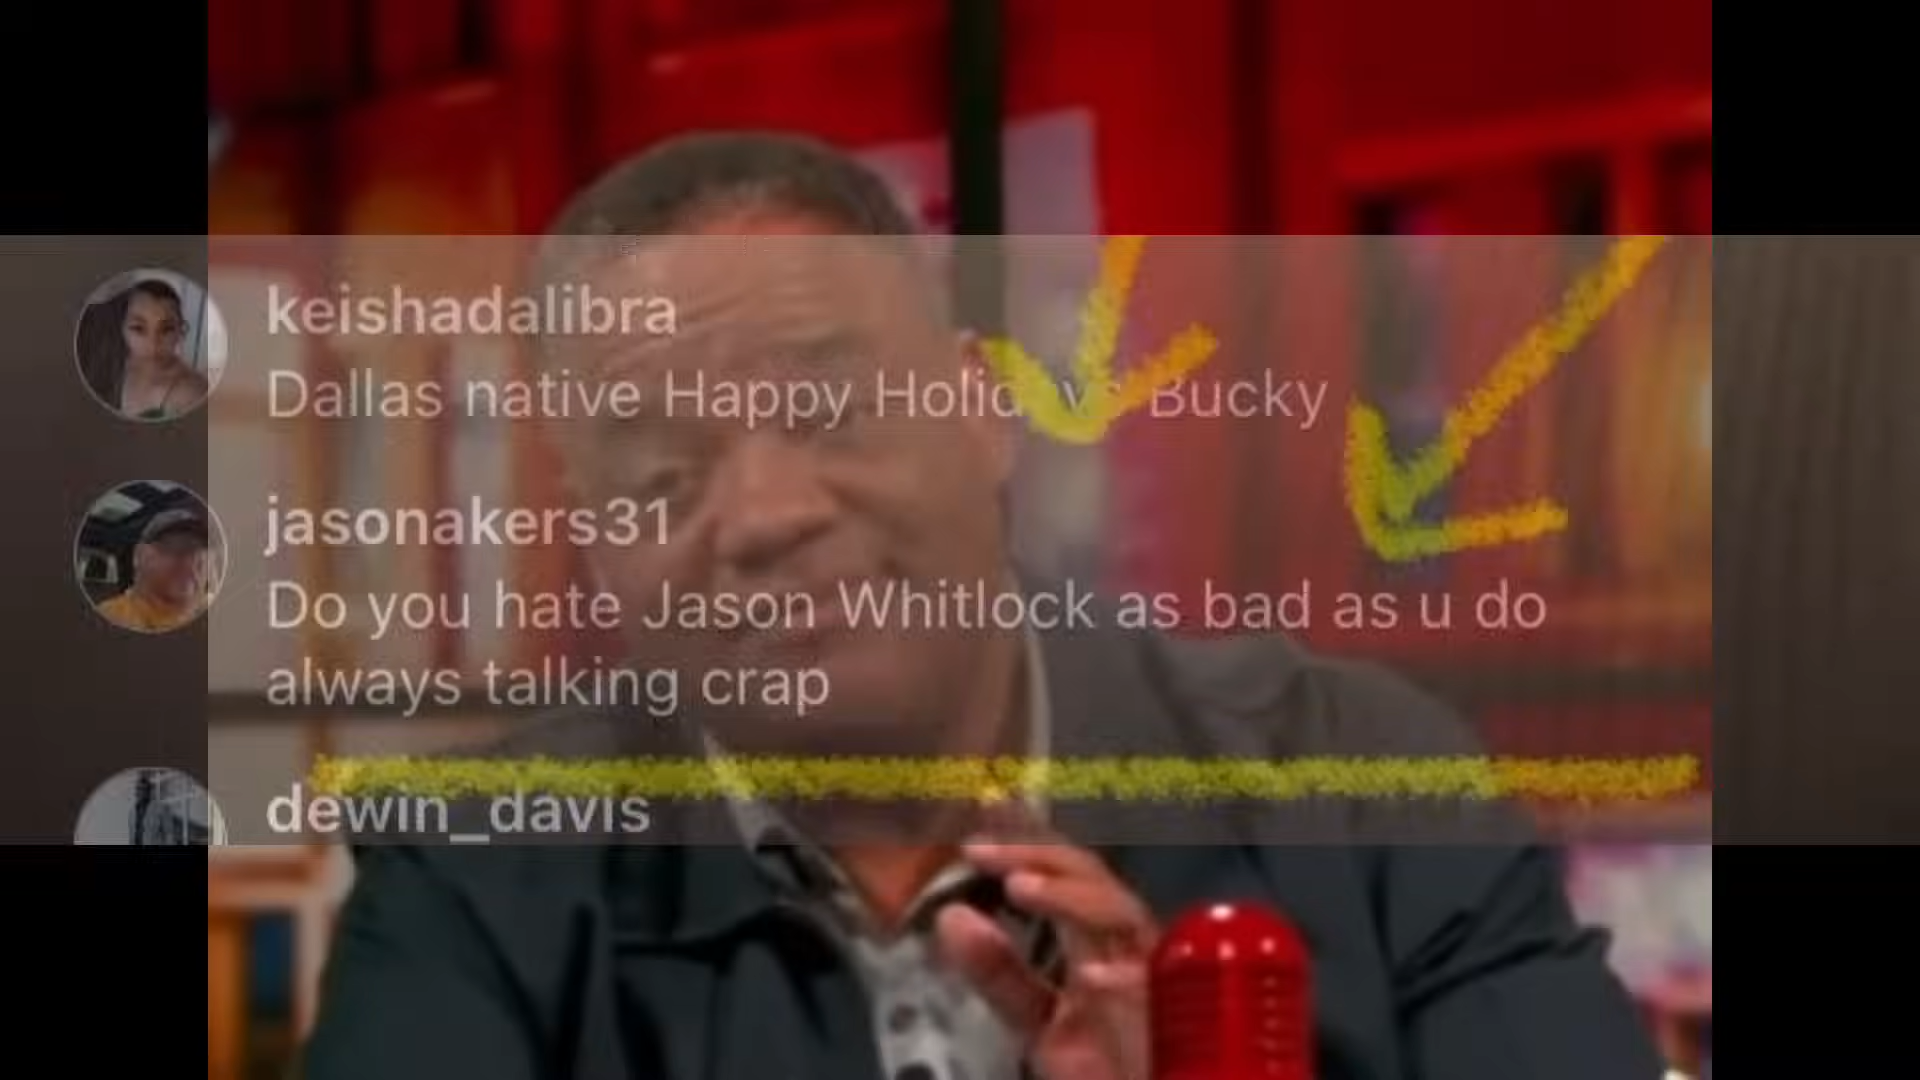 keishadalibra
Dallas native Happy Holidays Bucky
jasonakers31
Do you hate Jason Whitlock as bad as u do
always talking crap
dewin_davis